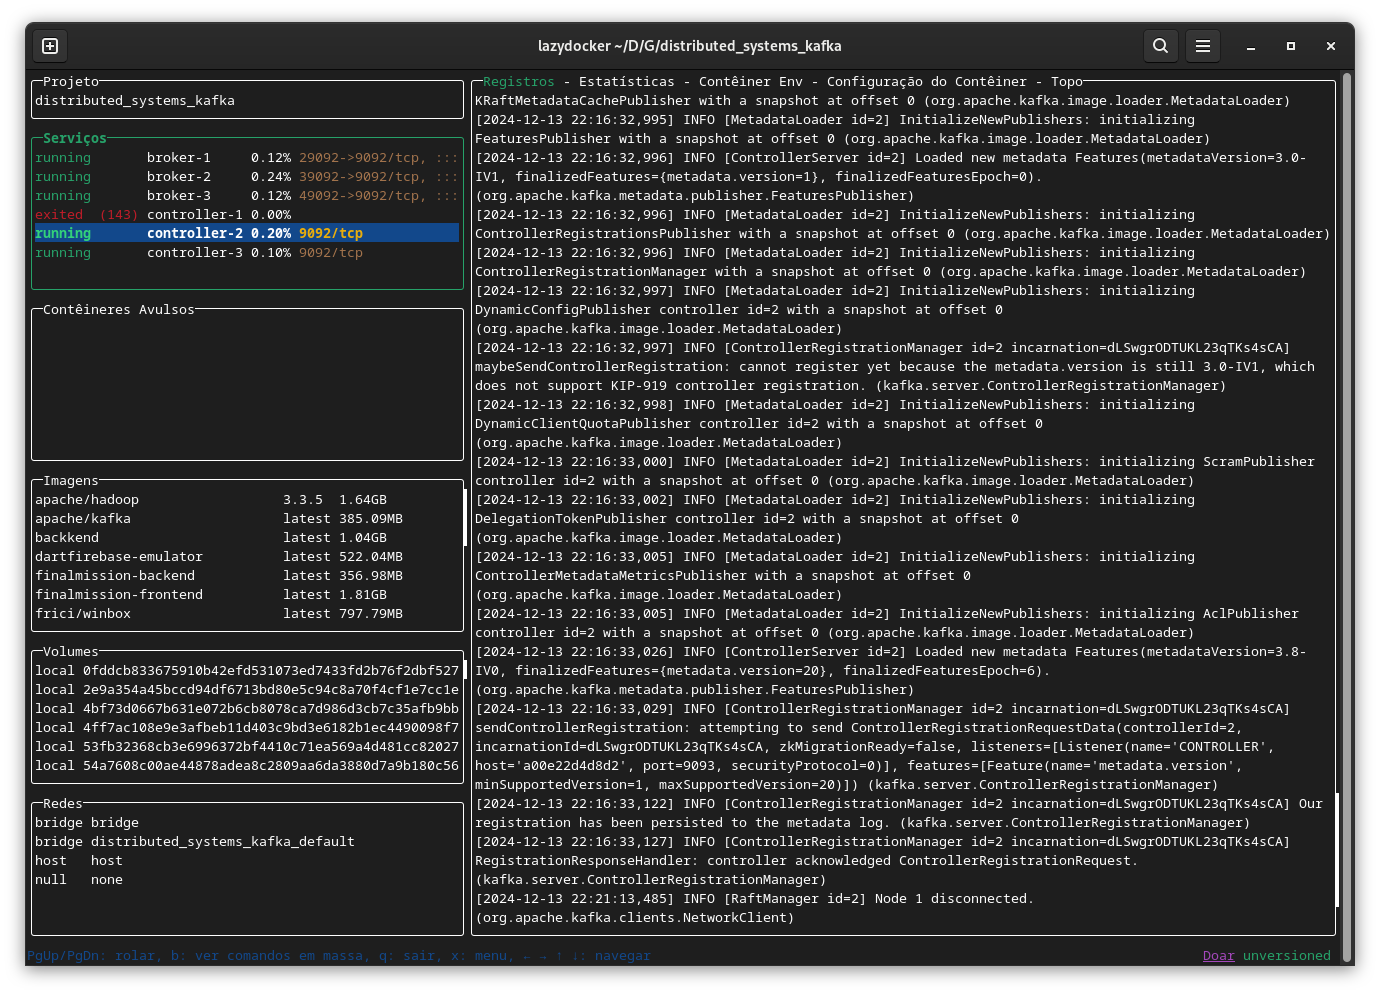 lazydocker ~/D/G/distributed_systems_kafka
Projeto
distributed_systems_kafka
Serviços
running broker-1 0.12% 29092->9092/tcp, :::
running broker-2 0.24% 39092->9092/tcp, :::
running broker-3 0.12% 49092->9092/tcp, :::
exited (143) controller-1 0.00%
running controller-2 0.20% 9092/tcp
running controller-3 0.10% 9092/tcp
Contêineres Avulsos
Imagens
apache/hadoop 3.3.5 1.64GB
apache/kafka latest 385.09MB
backkend latest 1.04GB
dartfirebase-emulator latest 522.04MB
finalmission-backend latest 356.98MB
finalmission-frontend latest 1.81GB
frici/winbox latest 797.79MB
Volumes
local 0fddcb833675910b42efd531073ed7433fd2b76f2dbf527
local 2e9a354a45bccd94df6713bd80e5c94c8a70f4cf1e7cc1e
local 4bf73d0667b631e072b6cb8078ca7d986d3cb7c35afb9bb
local 4ff7ac108e9e3afbeb11d403c9bd3e6182b1ec4490098f7
local 53fb32368cb3e6996372bf4410c71ea569a4d481cc82027
local 54a7608c00ae44878adea8c2809aa6da3880d7a9b180c56
Redes
bridge bridge
bridge distributed_systems_kafka_default
host host
null none
Registros - Estatísticas - Contêiner Env - Configuração do Contêiner - Topo
KRaftMetadataCachePublisher with a snapshot at offset 0 (org.apache.kafka.image.loader.MetadataLoader)
[2024-12-13 22:16:32,995] INFO [MetadataLoader id=2] InitializeNewPublishers: initializing
FeaturesPublisher with a snapshot at offset 0 (org.apache.kafka.image.loader.MetadataLoader)
[2024-12-13 22:16:32,996] INFO [ControllerServer id=2] Loaded new metadata Features(metadataVersion=3.0-
IV1, finalizedFeatures={metadata.version=1}, finalizedFeaturesEpoch=0).
(org.apache.kafka.metadata.publisher.FeaturesPublisher)
[2024-12-13 22:16:32,996] INFO [MetadataLoader id=2] InitializeNewPublishers: initializing
ControllerRegistrationsPublisher with a snapshot at offset 0 (org.apache.kafka.image.loader.MetadataLoader)
[2024-12-13 22:16:32,996] INFO [MetadataLoader id=2] InitializeNewPublishers: initializing
ControllerRegistrationManager with a snapshot at offset 0 (org.apache.kafka.image.loader.MetadataLoader)
[2024-12-13 22:16:32,997] INFO [MetadataLoader id=2] InitializeNewPublishers: initializing
DynamicConfigPublisher controller id=2 with a snapshot at offset 0
(org.apache.kafka.image.loader.MetadataLoader)
[2024-12-13 22:16:32,997] INFO [ControllerRegistrationManager id=2 incarnation=dLSwgrODTUKL23qTKs4sCA]
maybeSendControllerRegistration: cannot register yet because the metadata.version is still 3.0-IV1, which
does not support KIP-919 controller registration. (kafka.server.ControllerRegistrationManager)
[2024-12-13 22:16:32,998] INFO [MetadataLoader id=2] InitializeNewPublishers: initializing
DynamicClientQuotaPublisher controller id=2 with a snapshot at offset 0
(org.apache.kafka.image.loader.MetadataLoader)
[2024-12-13 22:16:33,000] INFO [MetadataLoader id=2] InitializeNewPublishers: initializing ScramPublisher
controller id=2 with a snapshot at offset 0 (org.apache.kafka.image.loader.MetadataLoader)
[2024-12-13 22:16:33,002] INFO [MetadataLoader id=2] InitializeNewPublishers: initializing
DelegationTokenPublisher controller id=2 with a snapshot at offset 0
(org.apache.kafka.image.loader.MetadataLoader)
[2024-12-13 22:16:33,005] INFO [MetadataLoader id=2] InitializeNewPublishers: initializing
ControllerMetadataMetricsPublisher with a snapshot at offset 0
(org.apache.kafka.image.loader.MetadataLoader)
[2024-12-13 22:16:33,005] INFO [MetadataLoader id=2] InitializeNewPublishers: initializing AclPublisher
controller id=2 with a snapshot at offset 0 (org.apache.kafka.image.loader.MetadataLoader)
[2024-12-13 22:16:33,026] INFO [ControllerServer id=2] Loaded new metadata Features(metadataVersion=3.8-
IV0, finalizedFeatures={metadata.version=20}, finalizedFeaturesEpoch=6).
(org.apache.kafka.metadata.publisher.FeaturesPublisher)
[2024-12-13 22:16:33,029] INFO [ControllerRegistrationManager id=2 incarnation=dLSwgrODTUKL23qTKs4sCA]
sendControllerRegistration: attempting to send ControllerRegistrationRequestData(controllerId=2,
incarnationId=dLSwgrODTUKL23qTKs4sCA, zkMigrationReady=false, listeners=[Listener(name='CONTROLLER',
host='a00e22d4d8d2', port=9093, securityProtocol=0)], features=[Feature(name='metadata.version',
minSupportedVersion=1, maxSupportedVersion=20)]) (kafka.server.ControllerRegistrationManager)
[2024-12-13 22:16:33,122] INFO [ControllerRegistrationManager id=2 incarnation=dLSwgrODTUKL23qTKs4sCA] Our
registration has been persisted to the metadata log. (kafka.server.ControllerRegistrationManager)
[2024-12-13 22:16:33,127] INFO [ControllerRegistrationManager id=2 incarnation=dLSwgrODTUKL23qTKs4sCA]
RegistrationResponseHandler: controller acknowledged ControllerRegistrationRequest.
(kafka.server.ControllerRegistrationManager)
[2024-12-13 22:21:13,485] INFO [RaftManager id=2] Node 1 disconnected.
(org.apache.kafka.clients.NetworkClient)
PgUp/PgDn: rolar, b: ver comandos em massa, q: sair, x: menu, ← → ↑ ↓: navegar
Doar unversioned